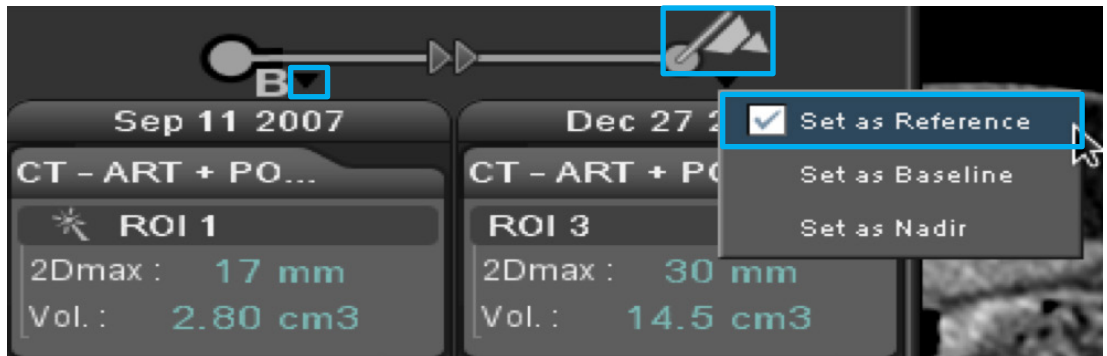 B
Sep 11 2007
Dec 27 2
Set as Reference
CT - ART + PO...
CT - ART + PO
Set as Baseline
ROI 1
ROI 3
Set as Nadir
2Dmax : 17 mm
2Dmax : 30 mm
Vol. : 2.80 cm3
Vol. : 14.5 cm3